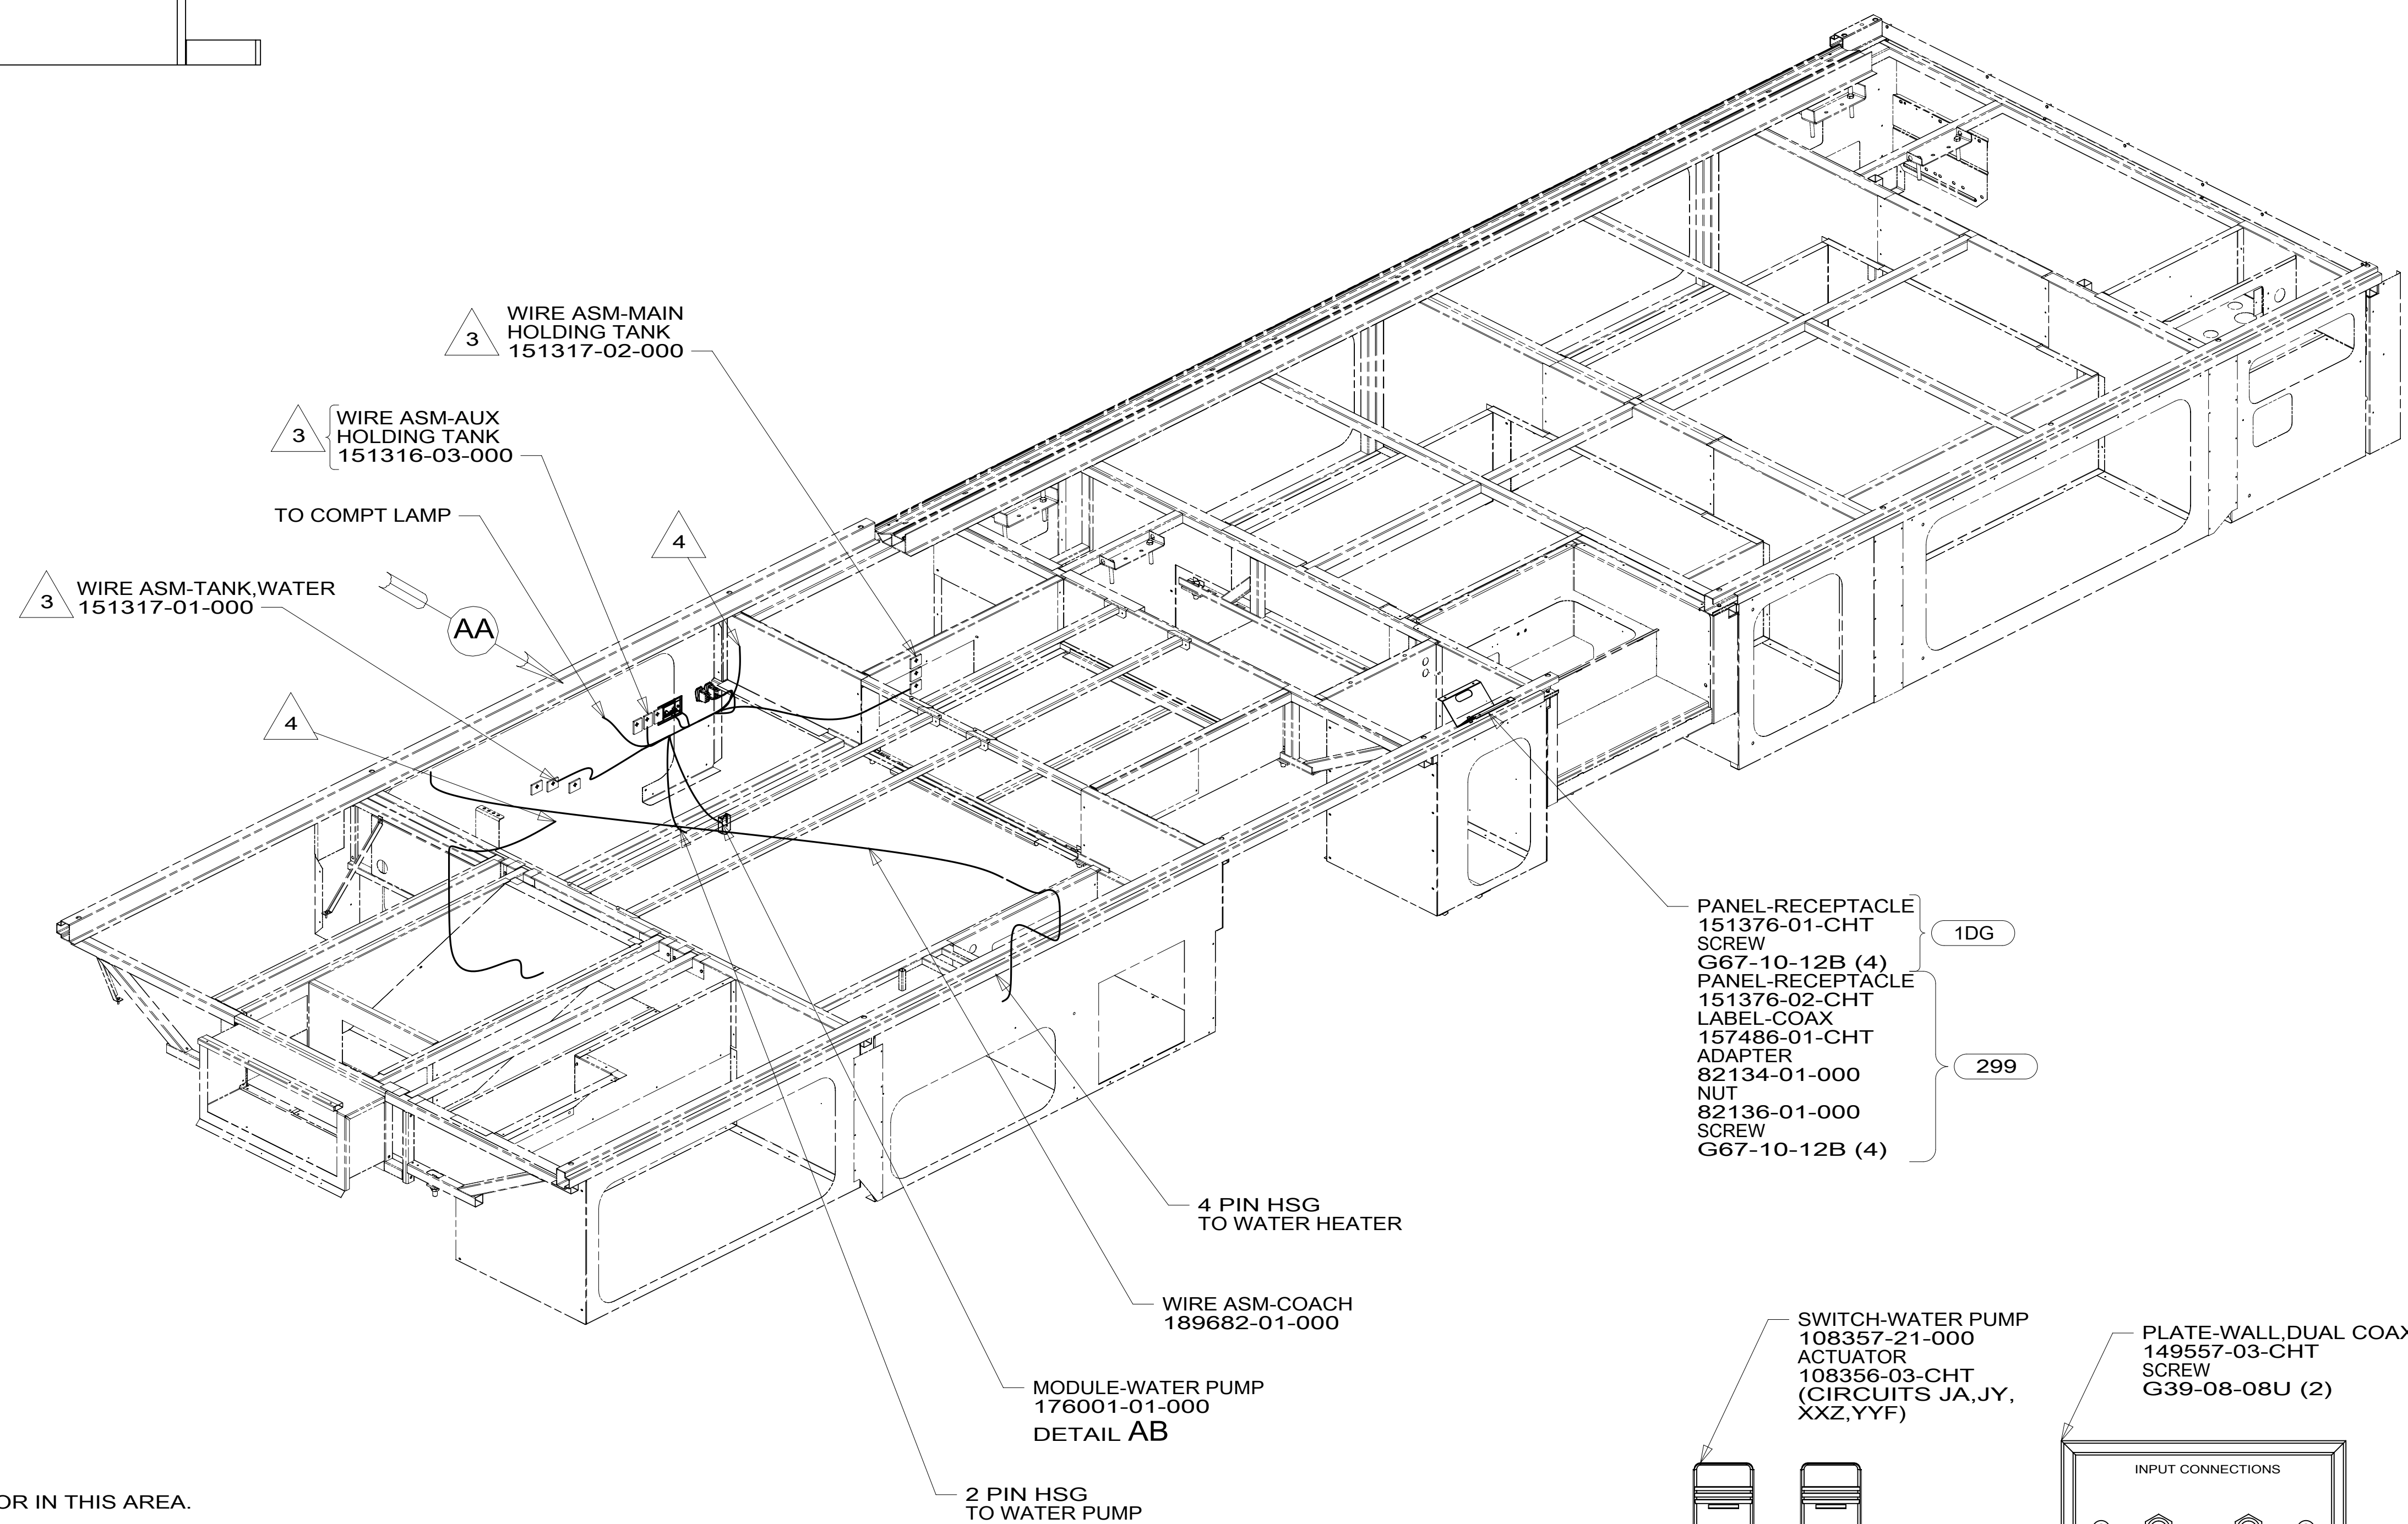 WIRE ASM-MAIN
HOLDING TANK
151317-02-000
3
WIRE ASM-AUX
HOLDING TANK
151316-03-000
3
TO COMPT LAMP
4
WIRE ASM-TANK,WATER
151317-01-000
3
AA
4
PANEL-RECEPTACLE
151376-01-CHT
SCREW
G67-10-12B (4)
1DG
PANEL-RECEPTACLE
151376-02-CHT
LABEL-COAX
157486-01-CHT
ADAPTER
82134-01-000
NUT
82136-01-000
SCREW
G67-10-12B (4)
299
4 PIN HSG
TO WATER HEATER
WIRE ASM-COACH
189682-01-000
MODULE-WATER PUMP
176001-01-000
DETAIL AB
2 PIN HSG
TO WATER PUMP
SWITCH-WATER PUMP
108357-21-000
ACTUATOR
108356-03-CHT
(CIRCUITS JA,JY,
XXZ,YYF)
PLATE-WALL,DUAL COAX
149557-03-CHT
SCREW
G39-08-08U (2)
INPUT CONNECTIONS
OR IN THIS AREA.